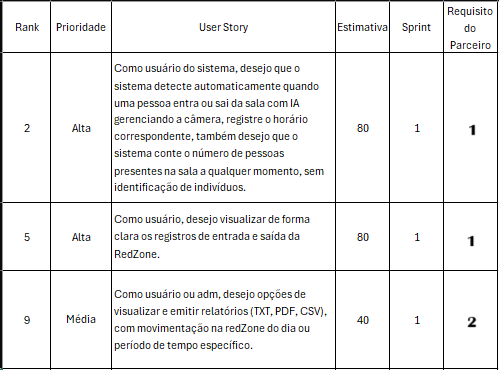 Rank Prioridade User Story Estimativa Sprint Requisito do Parceiro
2 Alta Como usuário do sistema, desejo que o
sistema detecte automaticamente quando
uma pessoa entra ou sai da sala com IA
gerenciando a câmera, registre o horário
correspondente, também desejo que o
sistema conte o número de pessoas
presentes na sala a qualquer momento, sem
identificação de indivíduos. 80 1 1
5 Alta Como usuário, desejo visualizar de forma
clara os registros de entrada e saída da
RedZone. 80 1 1
9 Média Como usuário ou adm, desejo opções de
visualizar e emitir relatórios (TXT, PDF, CSV),
com movimentação na redZone do dia ou
período de tempo específico. 40 1 2